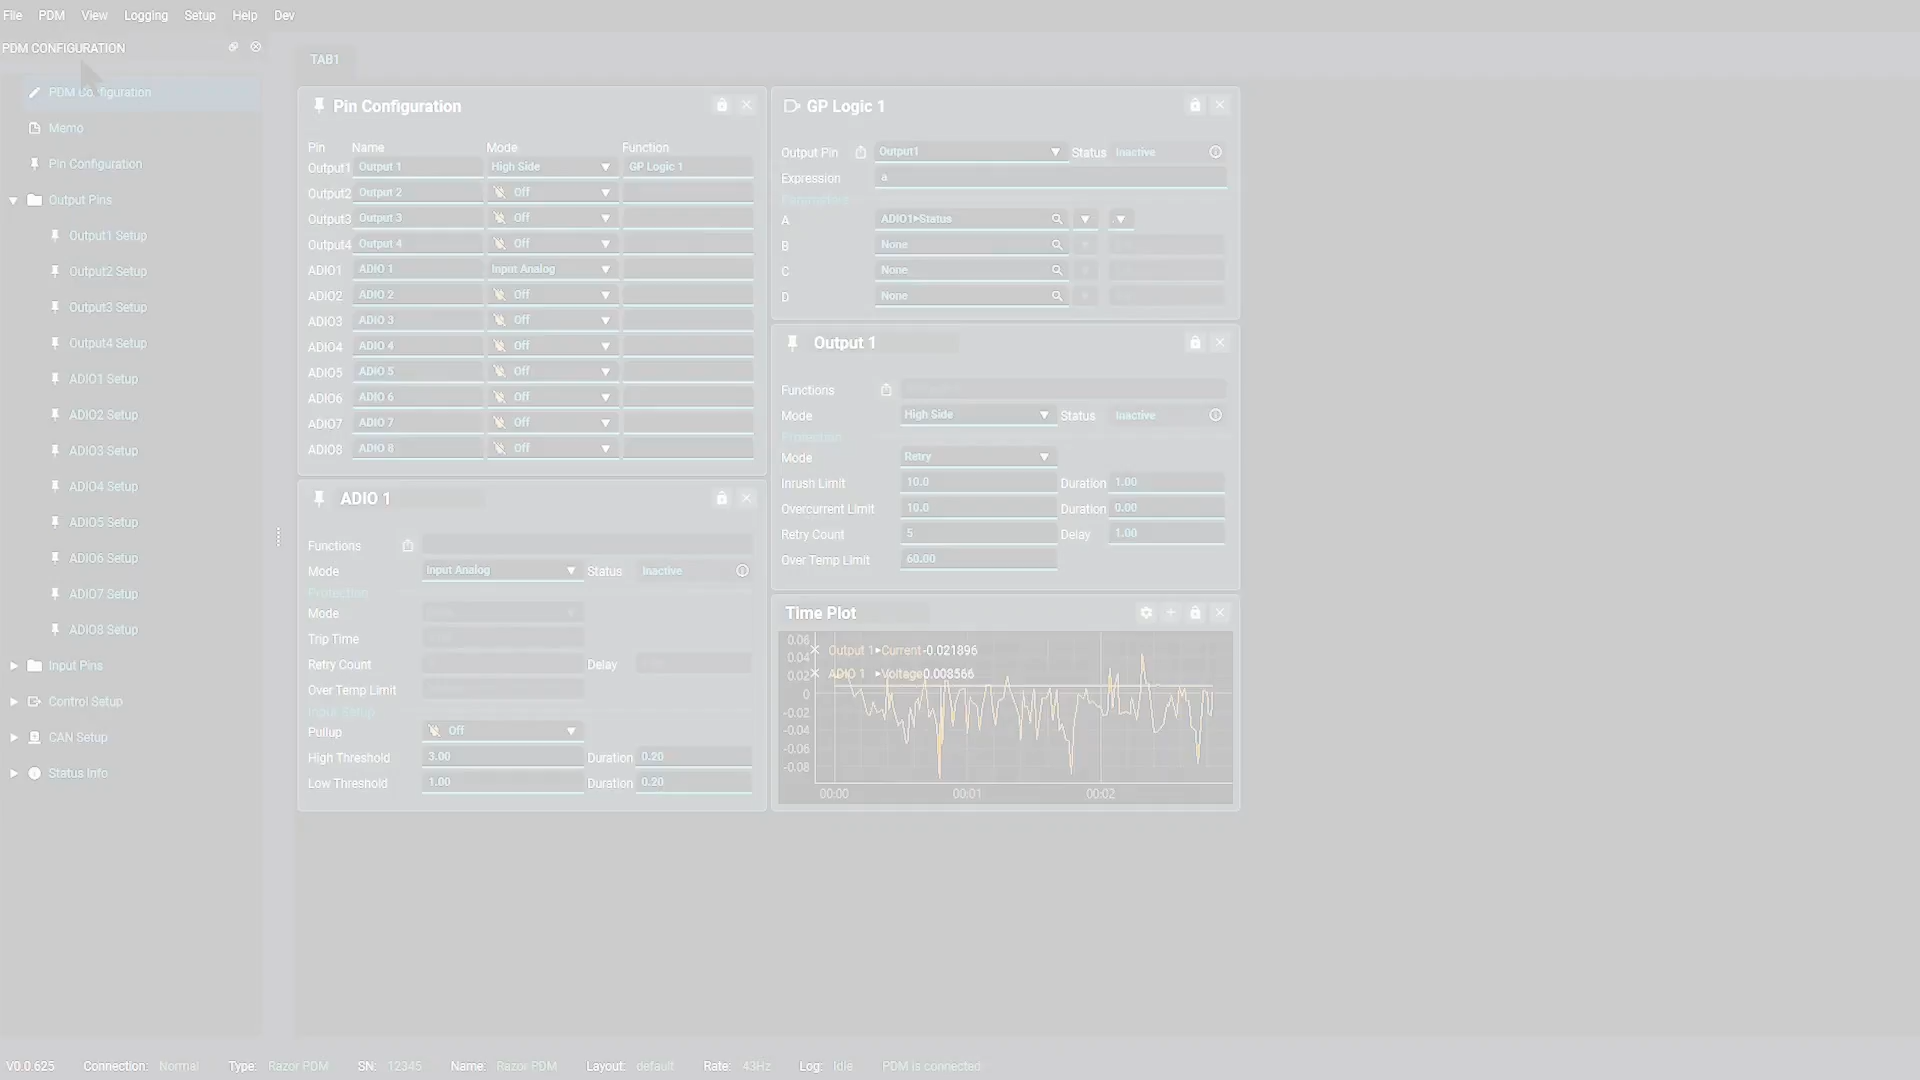 File PDM View Logging Setup Help Dev
PDM CONFIGURATION
PDM Configuration
Memo
Pin Configuration
Output Pins
Output1 Setup
Output2 Setup
Output3 Setup
Output4 Setup
ADIO1 Setup
ADIO2 Setup
ADIO3 Setup
ADIO4 Setup
ADIO5 Setup
ADIO6 Setup
ADIO7 Setup
ADIO8 Setup
Input Pins
Control Setup
CAN Setup
Status Info
TAB1
Pin Configuration
Pin Name Mode Function
Output1 Output 1 High Side GP Logic 1
Output2 Output 2 Off
Output3 Output 3 Off
Output4 Output 4 Off
ADIO1 ADIO 1 Input Analog
ADIO2 ADIO 2 Off
ADIO3 ADIO 3 Off
ADIO4 ADIO 4 Off
ADIO5 ADIO 5 Off
ADIO6 ADIO 6 Off
ADIO7 ADIO 7 Off
ADIO8 ADIO 8 Off
ADIO 1
Functions
Mode Input Analog Status Inactive
Protection
Mode
Trip Time
Retry Count Delay
Over Temp Limit
Input Setup
Pullup Off
High Threshold 3.00 Duration 0.20
Low Threshold 1.00 Duration 0.20
GP Logic 1
Output Pin Output1 Status Inactive
Expression a
Parameters
A ADIO1▸Status
B None
C None
D None
Output 1
Functions
Mode High Side Status Inactive
Protection
Mode Retry
Inrush Limit 10.0 Duration 1.00
Overcurrent Limit 10.0 Duration 0.00
Retry Count 5 Delay 1.00
Over Temp Limit 60.00
Time Plot
Output 1▸Current -0.021896
ADIO 1 ▸Voltage 0.008566
0.06
0.04
0.02
0
-0.02
-0.04
-0.06
-0.08
00:00 00:01 00:02
V0.0.625 Connection: Normal Type: Razor PDM SN: 12345 Name: Razor PDM Layout: default Rate: 43Hz Log: Idle PDM is connected